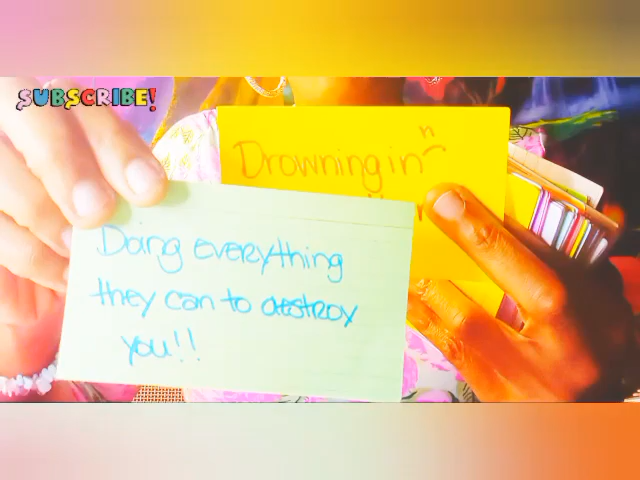 SUBSCRIBE!
Drowning in
Doing everything
they can to destroy
you!!